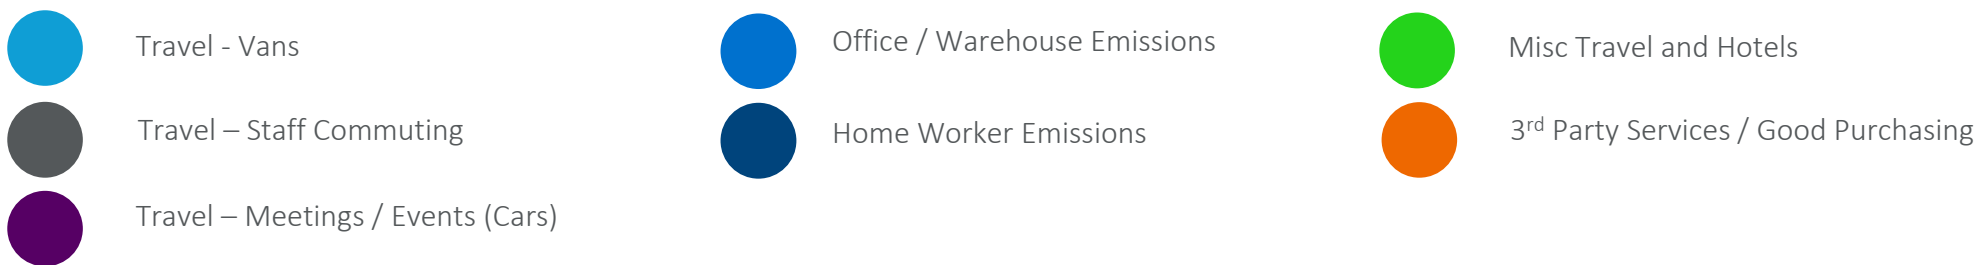 Travel - Vans
Travel – Staff Commuting
Travel – Meetings / Events (Cars)
Office / Warehouse Emissions
Home Worker Emissions
Misc Travel and Hotels
3rd Party Services / Good Purchasing